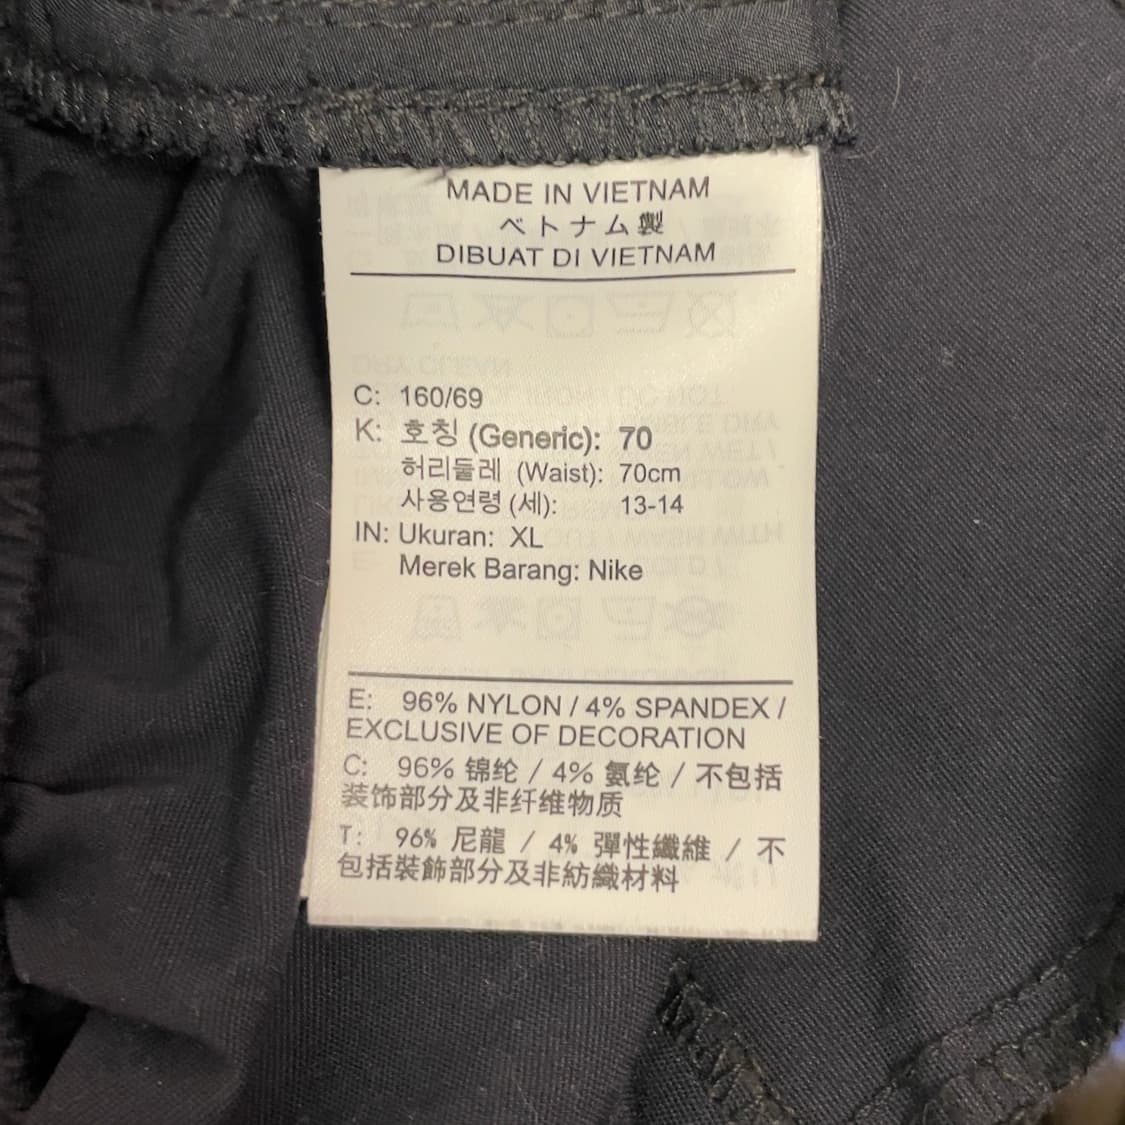 MADE IN VIETNAM
ベトナム製
DIBUAT DI VIETNAM
C: 160/69
K: 호칭 (Generic): 70
허리둘레 (Waist): 70cm
사용연령 (세): 13-14
IN: Ukuran: XL
Merek Barang: Nike
E: 96% NYLON / 4% SPANDEX /
EXCLUSIVE OF DECORATION
C: 96% 锦纶 / 4% 氨纶 / 不包括
装饰部分及非纤维物质
T: 96% 尼龍 / 4% 彈性纖維 / 不
包括裝飾部分及非紡織材料